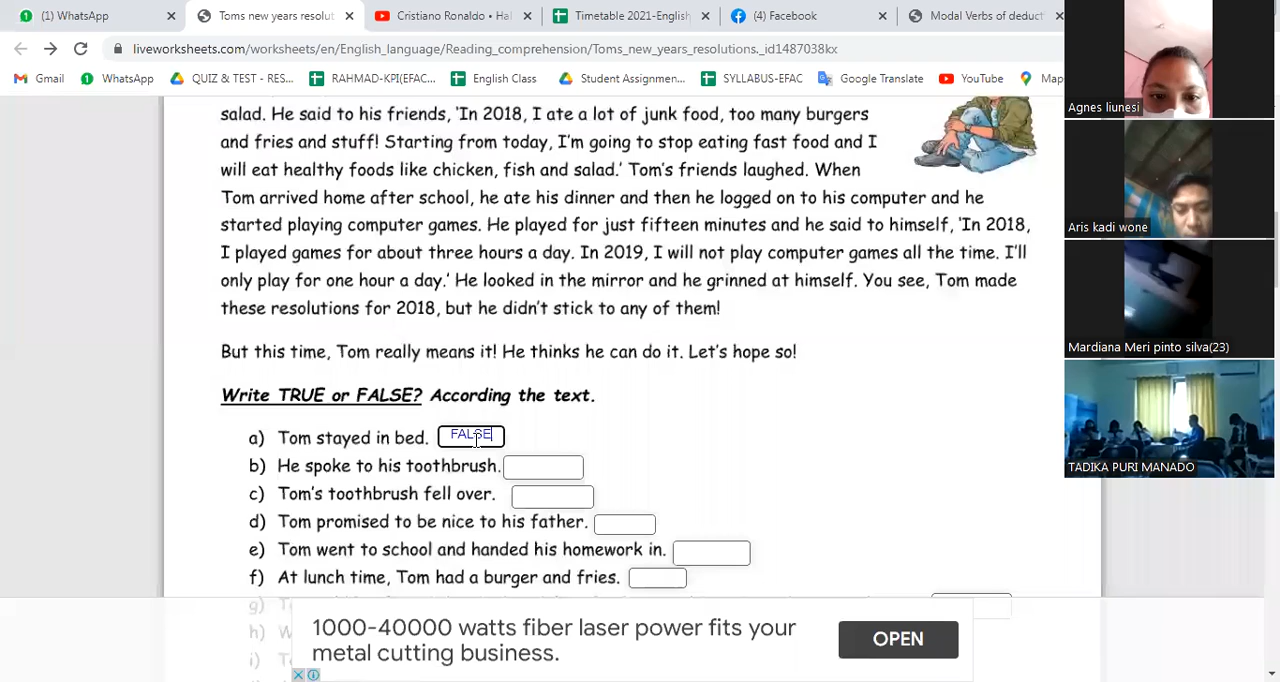 (1) WhatsApp
Toms new years resolut
Cristiano Ronaldo • Hal
Timetable 2021-English
(4) Facebook
Modal Verbs of deducti
liveworksheets.com/worksheets/en/English_language/Reading_comprehension/Toms_new_years_resolutions._id1487038kx
Gmail
WhatsApp
QUIZ & TEST - RES...
RAHMAD-KPI(EFAC...
English Class
Student Assignmen...
SYLLABUS-EFAC
Google Translate
YouTube
Map
salad. He said to his friends, ‘In 2018, I ate a lot of junk food, too many burgers
and fries and stuff! Starting from today, I’m going to stop eating fast food and I
will eat healthy foods like chicken, fish and salad.’ Tom’s friends laughed. When
Tom arrived home after school, he ate his dinner and then he logged on to his computer and he
started playing computer games. He played for just fifteen minutes and he said to himself, ‘In 2018,
I played games for about three hours a day. In 2019, I will not play computer games all the time. I’ll
only play for one hour a day.’ He looked in the mirror and he grinned at himself. You see, Tom made
these resolutions for 2018, but he didn’t stick to any of them!
But this time, Tom really means it! He thinks he can do it. Let’s hope so!
Write TRUE or FALSE? According the text.
a) Tom stayed in bed. FALSE
b) He spoke to his toothbrush.
c) Tom’s toothbrush fell over.
d) Tom promised to be nice to his father.
e) Tom went to school and handed his homework in.
f) At lunch time, Tom had a burger and fries.
g)
h)
i)
1000-40000 watts fiber laser power fits your
metal cutting business.
OPEN
Agnes liunesi
Aris kadi wone
Mardiana Meri pinto silva(23)
TADIKA PURI MANADO